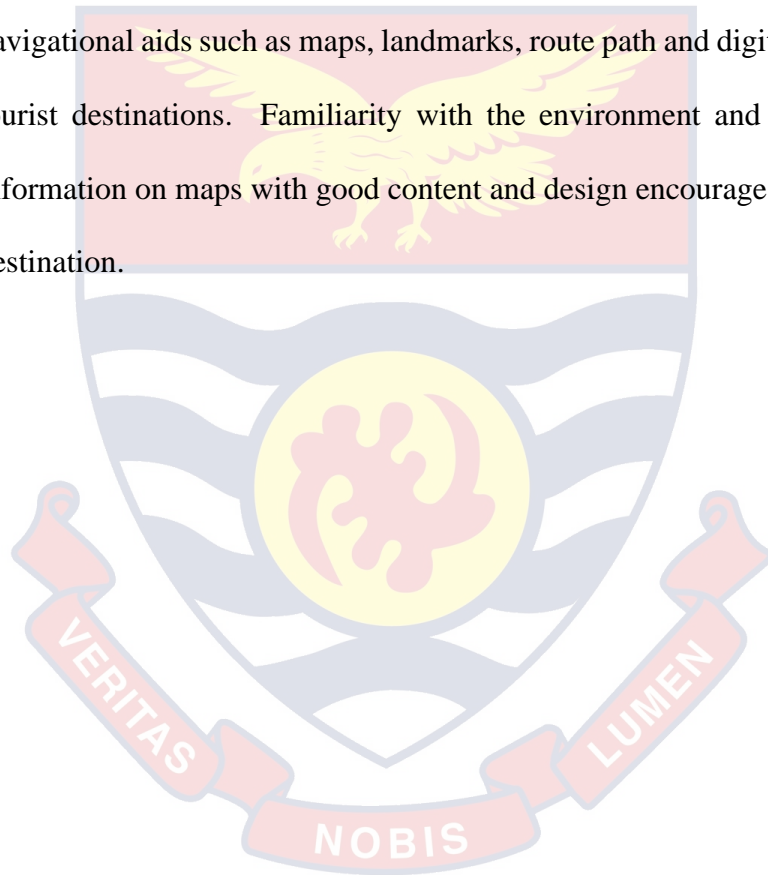 avigational aids such as maps, landmarks, route path and digit
urist destinations. Familiarity with the environment and
formation on maps with good content and design encourage
estination.
VERITAS
NOBIS
LUMEN